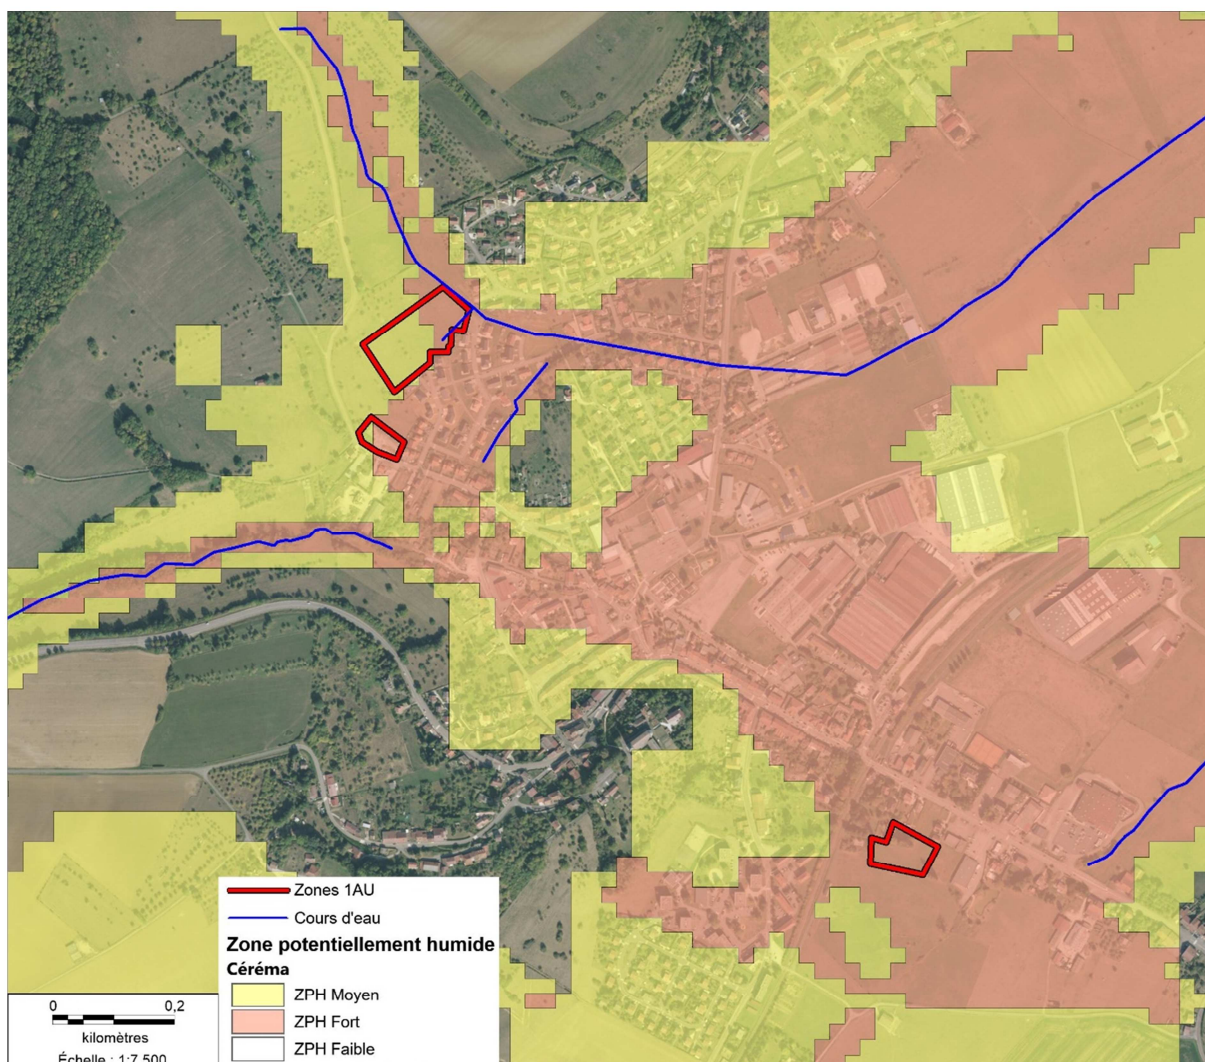 Zones 1AU
Cours d'eau
Zone potentiellement humide
Céréma
ZPH Moyen
ZPH Fort
ZPH Faible
0 0,2
kilomètres
Échelle : 1:7 500